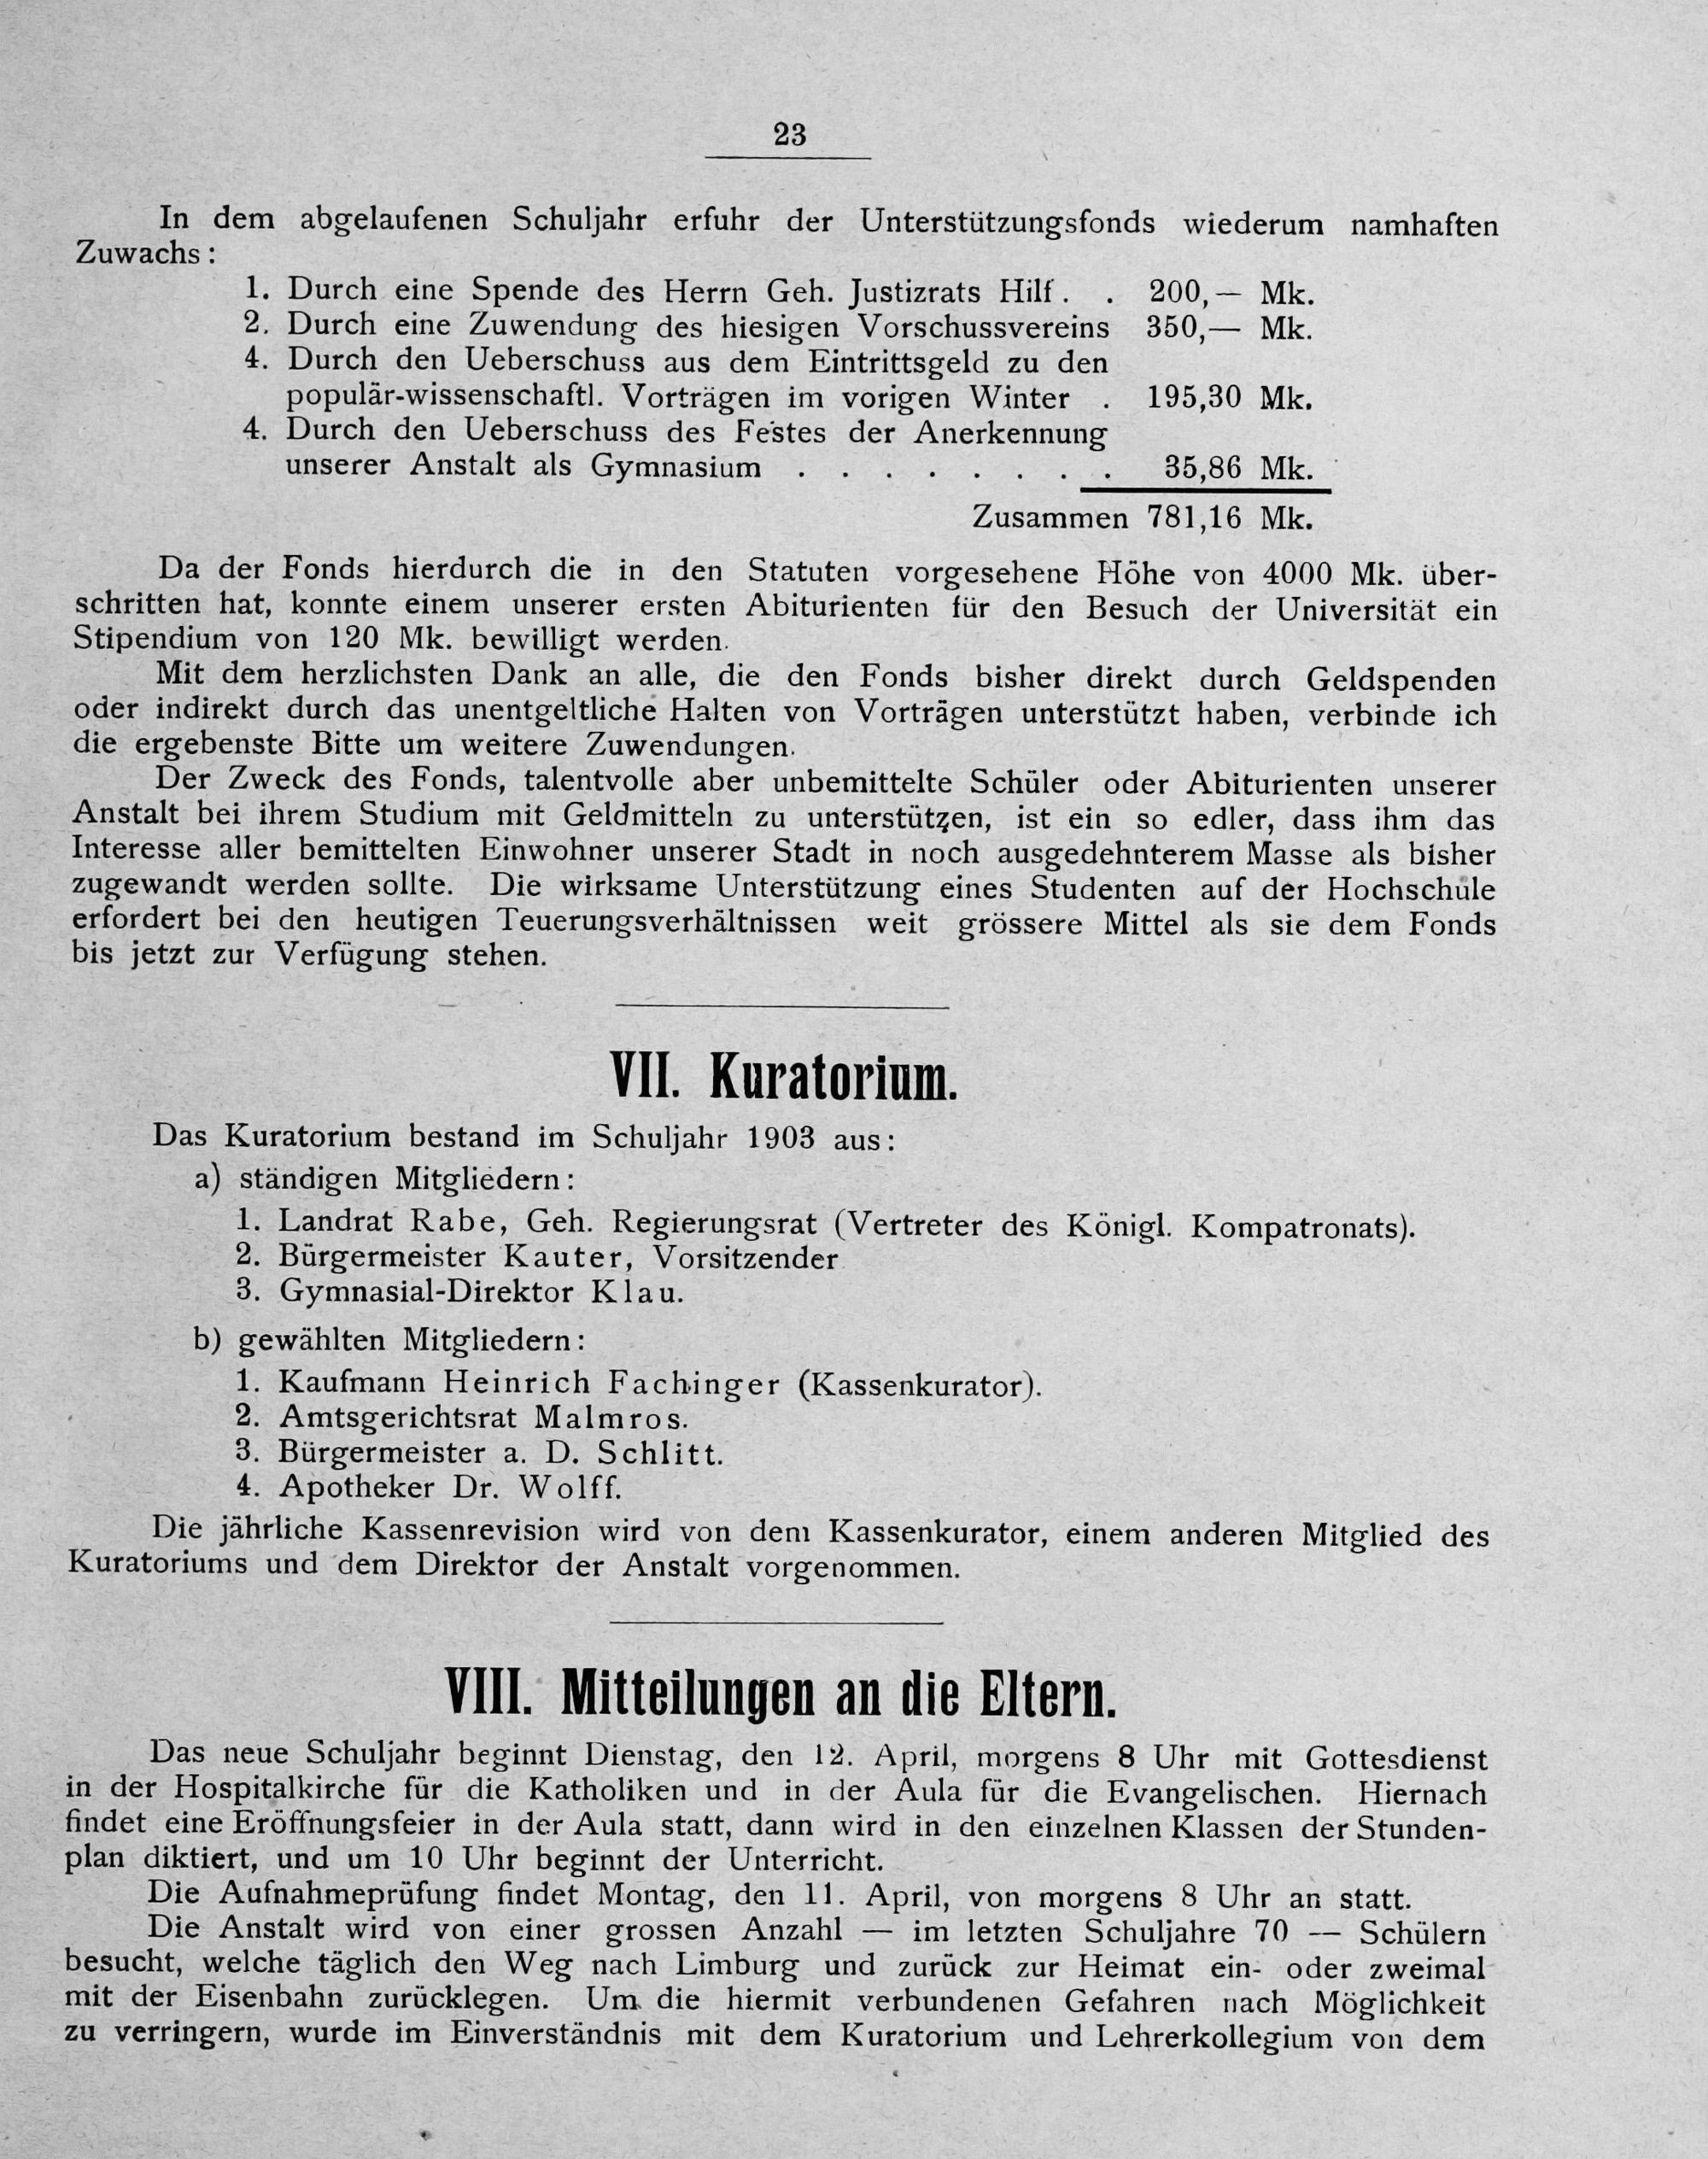 23
In dem abgelaufenen Schuljahr erfuhr der Unterstützungsfonds wiederum namhaften
Zuwachs:
1. Durch eine Spende des Herrn Geh. Justizrats Hilf . . 200,— Mk.
2. Durch eine Zuwendung des hiesigen Vorschussvereins 350,— Mk.
4. Durch den Ueberschuss aus dem Eintrittsgeld zu den
populär-wissenschaftl. Vorträgen im vorigen Winter . 195,30 Mk.
4. Durch den Ueberschuss des Festes der Anerkennung
unserer Anstalt als Gymnasium . . . . . . . . 35,86 Mk.
Zusammen 781,16 Mk.
Da der Fonds hierdurch die in den Statuten vorgesehene Höhe von 4000 Mk. über-
schritten hat, konnte einem unserer ersten Abiturienten für den Besuch der Universität ein
Stipendium von 120 Mk. bewilligt werden.
Mit dem herzlichsten Dank an alle, die den Fonds bisher direkt durch Geldspenden
oder indirekt durch das unentgeltliche Halten von Vorträgen unterstützt haben, verbinde ich
die ergebenste Bitte um weitere Zuwendungen.
Der Zweck des Fonds, talentvolle aber unbemittelte Schüler oder Abiturienten unserer
Anstalt bei ihrem Studium mit Geldmitteln zu unterstützen, ist ein so edler, dass ihm das
Interesse aller bemittelten Einwohner unserer Stadt in noch ausgedehnterem Masse als bisher
zugewandt werden sollte. Die wirksame Unterstützung eines Studenten auf der Hochschule
erfordert bei den heutigen Teuerungsverhältnissen weit grössere Mittel als sie dem Fonds
bis jetzt zur Verfügung stehen.
VII. Kuratorium.
Das Kuratorium bestand im Schuljahr 1903 aus:
a) ständigen Mitgliedern:
1. Landrat Rabe, Geh. Regierungsrat (Vertreter des Königl. Kompatronats).
2. Bürgermeister Kauter, Vorsitzender
3. Gymnasial-Direktor Klau.
b) gewählten Mitgliedern:
1. Kaufmann Heinrich Fachinger (Kassenkurator).
2. Amtsgerichtsrat Malmros.
3. Bürgermeister a. D. Schlitt.
4. Apotheker Dr. Wolff.
Die jährliche Kassenrevision wird von dem Kassenkurator, einem anderen Mitglied des
Kuratoriums und dem Direktor der Anstalt vorgenommen.
VIII. Mitteilungen an die Eltern.
Das neue Schuljahr beginnt Dienstag, den 12. April, morgens 8 Uhr mit Gottesdienst
in der Hospitalkirche für die Katholiken und in der Aula für die Evangelischen. Hiernach
findet eine Eröffnungsfeier in der Aula statt, dann wird in den einzelnen Klassen der Stunden-
plan diktiert, und um 10 Uhr beginnt der Unterricht.
Die Aufnahmeprüfung findet Montag, den 11. April, von morgens 8 Uhr an statt.
Die Anstalt wird von einer grossen Anzahl — im letzten Schuljahre 70 — Schülern
besucht, welche täglich den Weg nach Limburg und zurück zur Heimat ein- oder zweimal
mit der Eisenbahn zurücklegen. Um die hiermit verbundenen Gefahren nach Möglichkeit
zu verringern, wurde im Einverständnis mit dem Kuratorium und Lehrerkollegium von dem